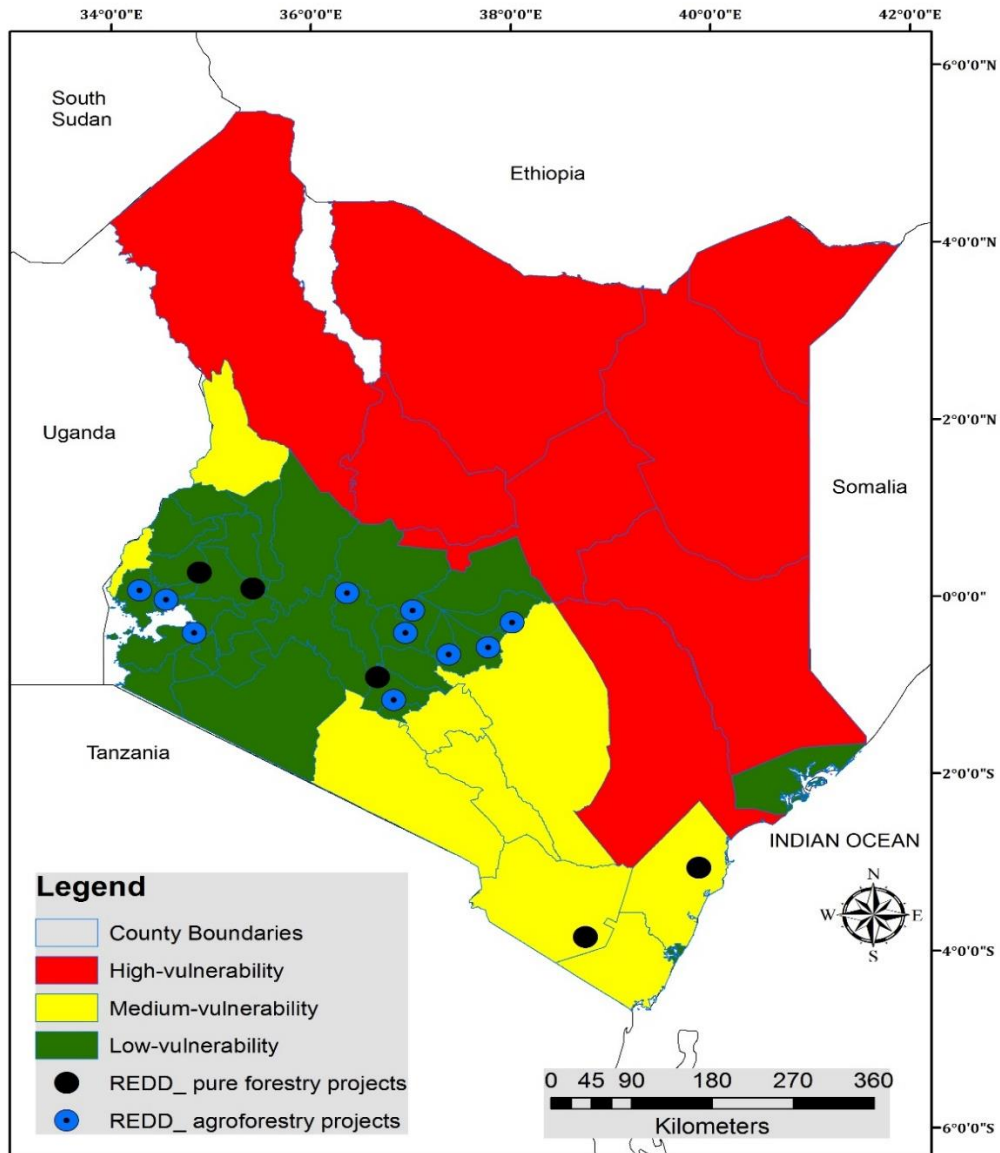 34°0'0"E 36°0'0"E 38°0'0"E 40°0'0"E 42°0'0"E
6°0'0"N
South
Sudan
Ethiopia
4°0'0"N
2°0'0"N
Uganda
Somalia
0°0'0"
2°0'0"S
Tanzania
INDIAN OCEAN
N
W E
S
4°0'0"S
Legend
County Boundaries
High-vulnerability
Medium-vulnerability
Low-vulnerability
REDD_ pure forestry projects
REDD_ agroforestry projects
0 45 90 180 270 360
Kilometers
6°0'0"S